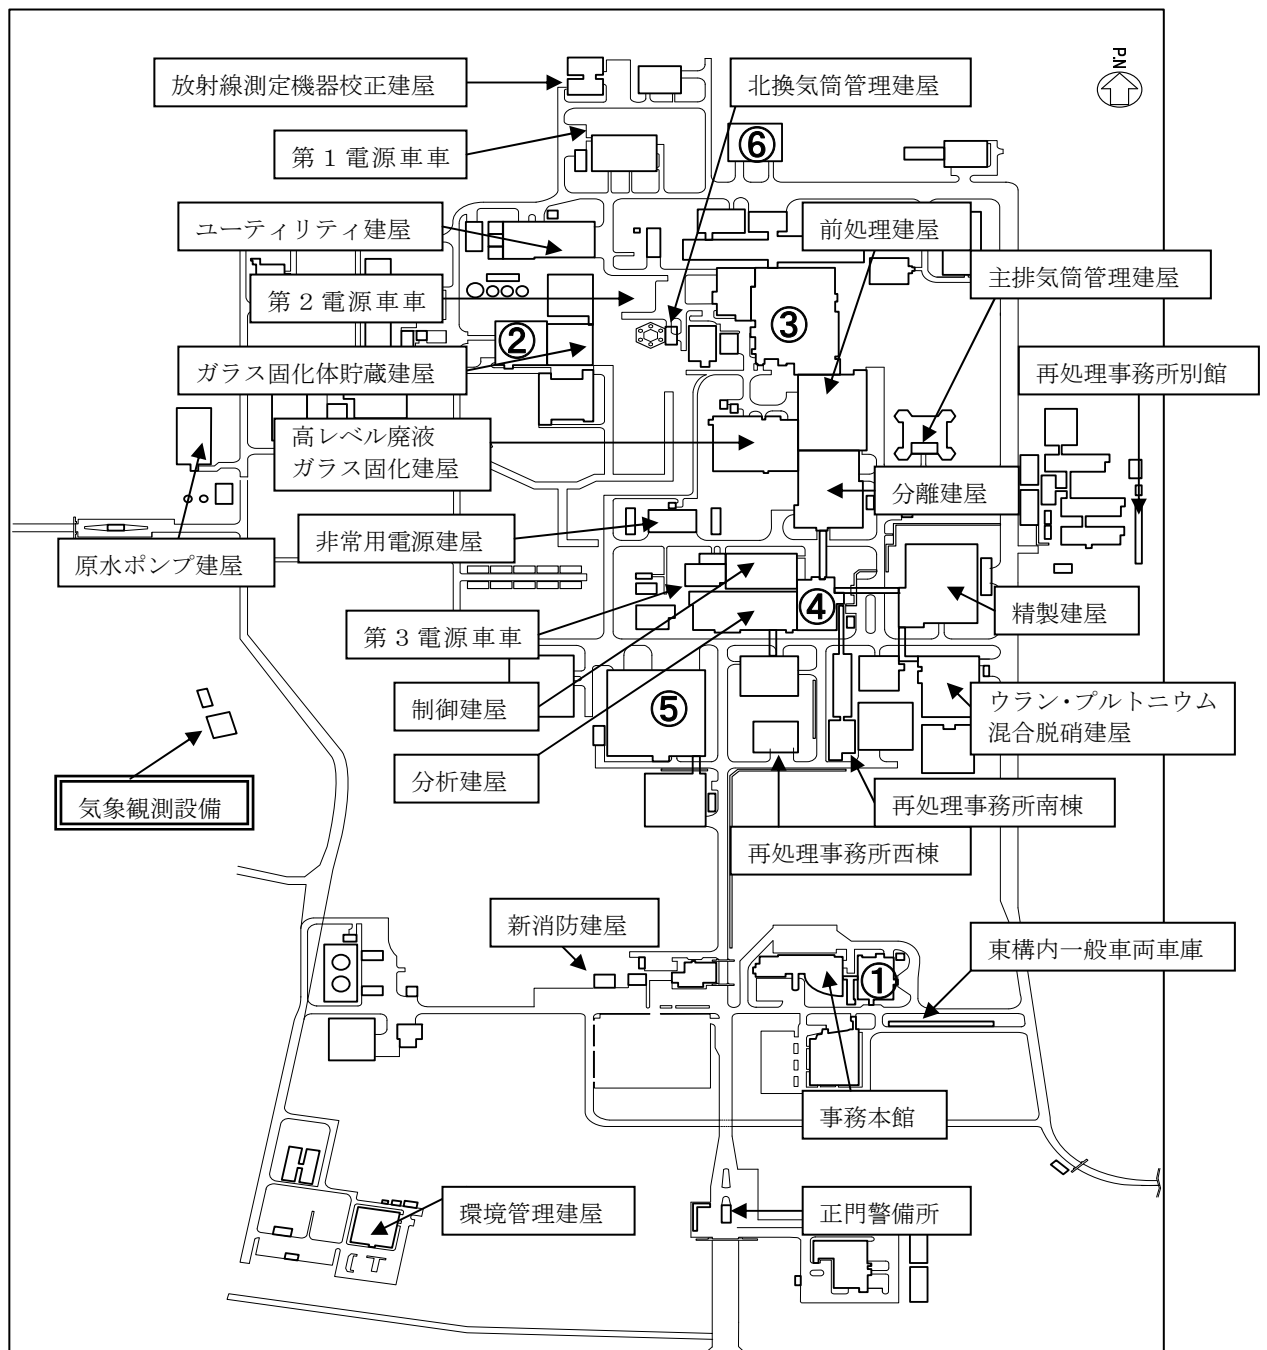 P.N
放射線測定機器校正建屋
北換気筒管理建屋
第１電源車車
⑥
ユーティリティ建屋
前処理建屋
主排気筒管理建屋
第２電源車車
③
②
ガラス固化体貯蔵建屋
再処理事務所別館
高レベル廃液
ガラス固化建屋
分離建屋
非常用電源建屋
原水ポンプ建屋
④
精製建屋
第３電源車車
制御建屋
⑤
ウラン・プルトニウム
混合脱硝建屋
分析建屋
気象観測設備
再処理事務所南棟
再処理事務所西棟
新消防建屋
東構内一般車両車庫
①
事務本館
環境管理建屋
正門警備所